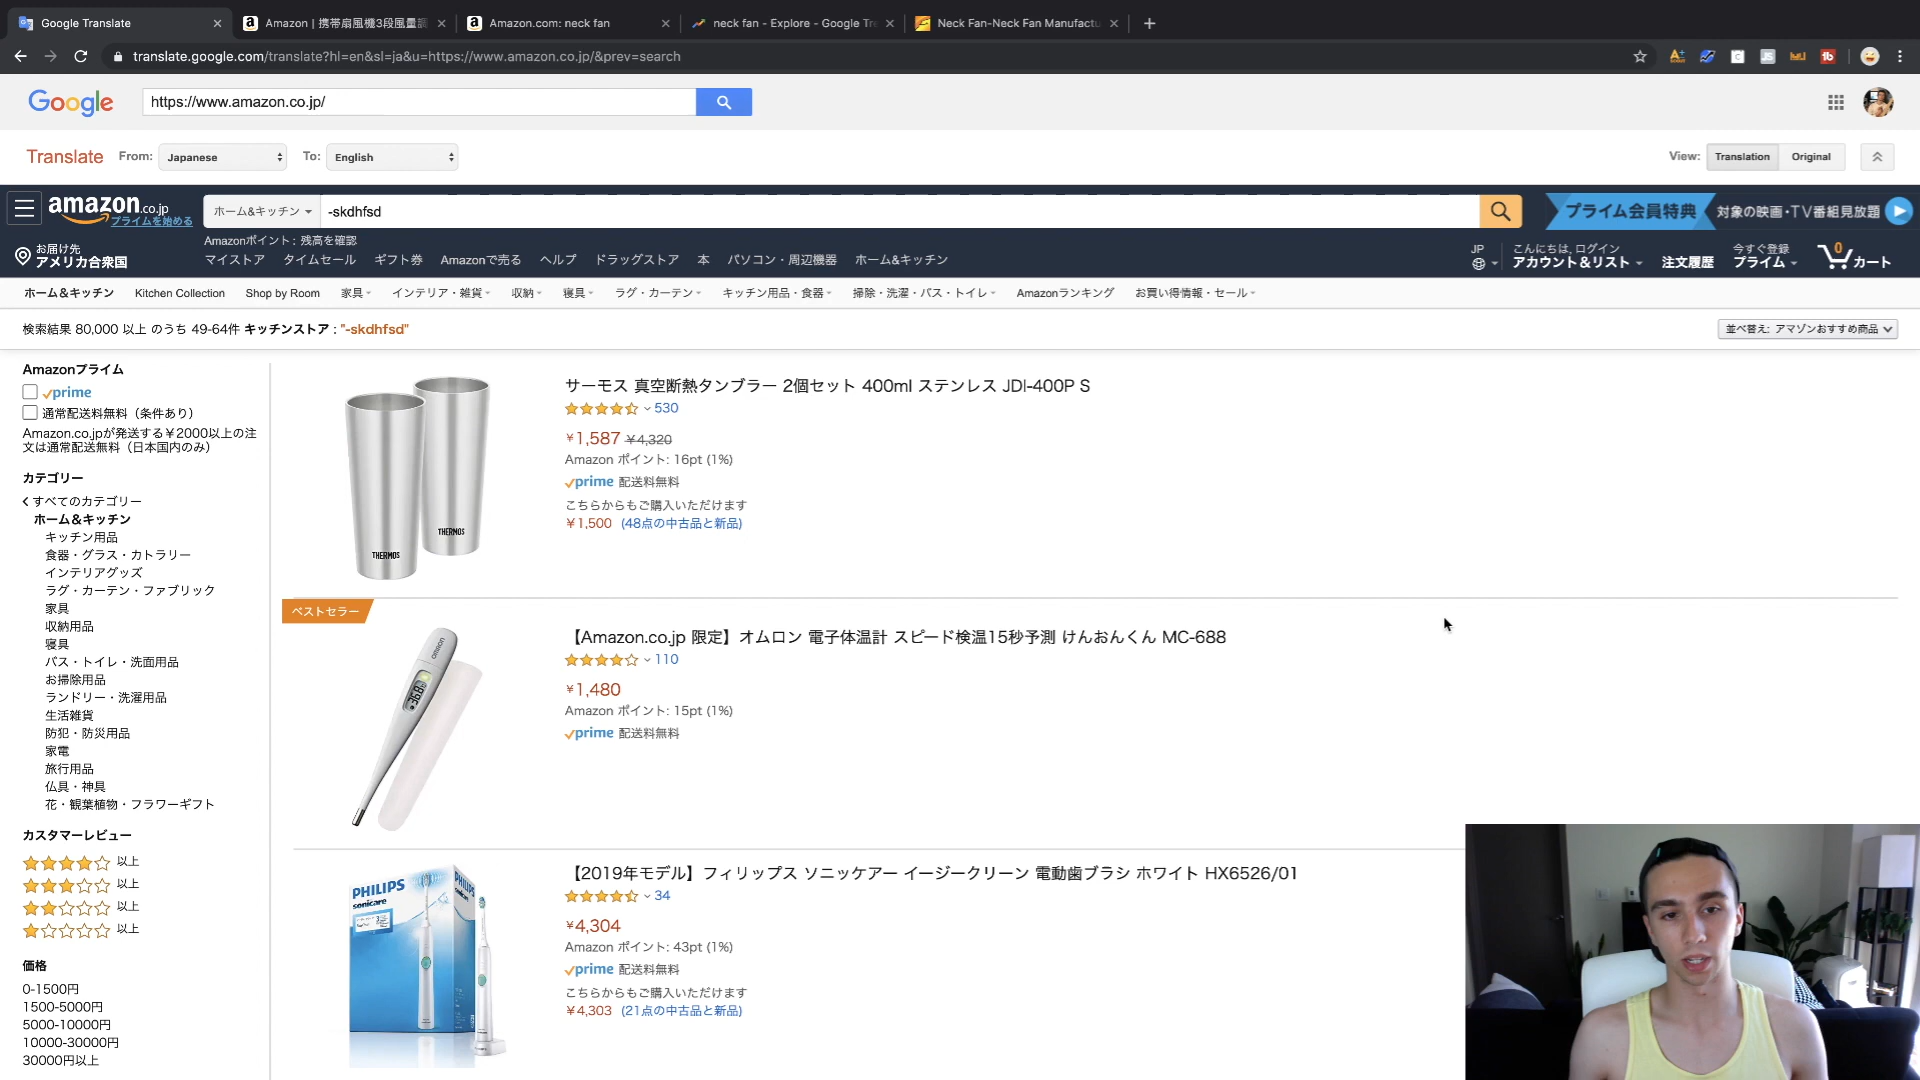 Google Translate
Amazon | 携帯扇風機3段風量調
Amazon.com: neck fan
neck fan - Explore - Google Tre
Neck Fan-Neck Fan Manufactu
translate.google.com/translate?hl=en&sl=ja&u=https://www.amazon.co.jp/&prev=search
Google
https://www.amazon.co.jp/
Translate
From: Japanese
To: English
View: Translation Original
amazon.co.jp
プライムを始める
ホーム&キッチン
-skdhfsd
プライム会員特典 対象の映画・TV番組見放題
お届け先
アメリカ合衆国
Amazonポイント: 残高を確認
マイストア タイムセール ギフト券 Amazonで売る ヘルプ ドラッグストア 本 パソコン・周辺機器 ホーム&キッチン
JP
こんにちは, ログイン
アカウント&リスト
注文履歴
今すぐ登録
プライム
0
カート
ホーム&キッチン Kitchen Collection Shop by Room 家具 インテリア・雑貨 収納 寝具 ラグ・カーテン キッチン用品・食器 掃除・洗濯・バス・トイレ Amazonランキング お買い得情報・セール
検索結果 80,000 以上 のうち 49-64件 キッチンストア : "-skdhfsd"
並べ替え: アマゾンおすすめ商品
Amazonプライム
prime
通常配送料無料（条件あり）
Amazon.co.jpが発送する￥2000以上の注
文は通常配送無料（日本国内のみ）
カテゴリー
すべてのカテゴリー
ホーム&キッチン
キッチン用品
食器・グラス・カトラリー
インテリアグッズ
ラグ・カーテン・ファブリック
家具
収納用品
寝具
バス・トイレ・洗面用品
お掃除用品
ランドリー・洗濯用品
生活雑貨
防犯・防災用品
家電
旅行用品
仏具・神具
花・観葉植物・フラワーギフト
カスタマーレビュー
以上
以上
以上
以上
価格
0-1500円
1500-5000円
5000-10000円
10000-30000円
30000円以上
THERMOS
THERMOS
サーモス 真空断熱タンブラー 2個セット 400ml ステンレス JDI-400P S
530
￥1,587 ￥4,320
Amazon ポイント: 16pt (1%)
prime 配送料無料
こちらからもご購入いただけます
￥1,500 (48点の中古品と新品)
ベストセラー
OMRON
【Amazon.co.jp 限定】オムロン 電子体温計 スピード検温15秒予測 けんおんくん MC-688
110
￥1,480
Amazon ポイント: 15pt (1%)
prime 配送料無料
PHILIPS
sonicare
【2019年モデル】フィリップス ソニッケアー イージークリーン 電動歯ブラシ ホワイト HX6526/01
34
￥4,304
Amazon ポイント: 43pt (1%)
prime 配送料無料
こちらからもご購入いただけます
￥4,303 (21点の中古品と新品)